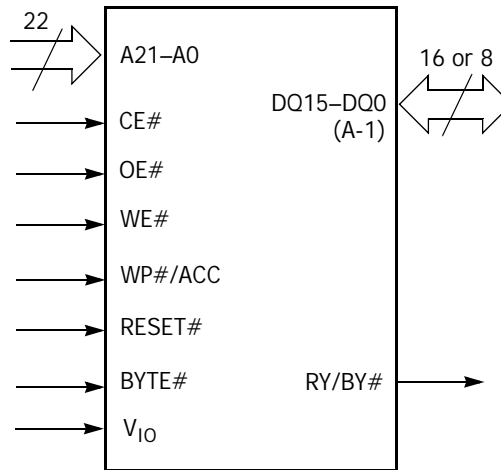 22
A21–A0
16 or 8
DQ15–DQ0
(A-1)
CE#
OE#
WE#
WP#/ACC
RESET#
BYTE#
RY/BY#
VIO